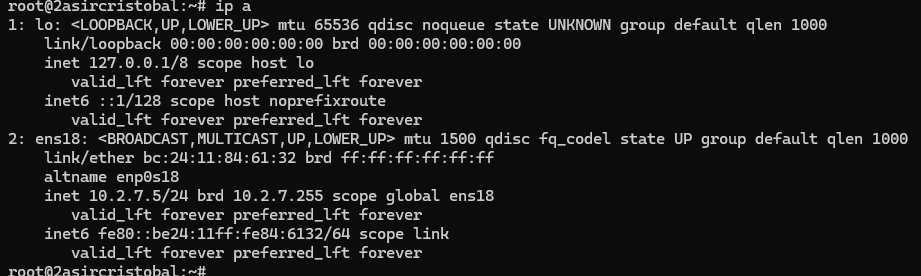 root@2asircristobal:~# ip a
1: lo: <LOOPBACK,UP,LOWER_UP> mtu 65536 qdisc noqueue state UNKNOWN group default qlen 1000
    link/loopback 00:00:00:00:00:00 brd 00:00:00:00:00:00
    inet 127.0.0.1/8 scope host lo
       valid_lft forever preferred_lft forever
    inet6 ::1/128 scope host noprefixroute
       valid_lft forever preferred_lft forever
2: ens18: <BROADCAST,MULTICAST,UP,LOWER_UP> mtu 1500 qdisc fq_codel state UP group default qlen 1000
    link/ether bc:24:11:84:61:32 brd ff:ff:ff:ff:ff:ff
    altname enp0s18
    inet 10.2.7.5/24 brd 10.2.7.255 scope global ens18
       valid_lft forever preferred_lft forever
    inet6 fe80::be24:11ff:fe84:6132/64 scope link
       valid_lft forever preferred_lft forever
root@2asircristobal:~#